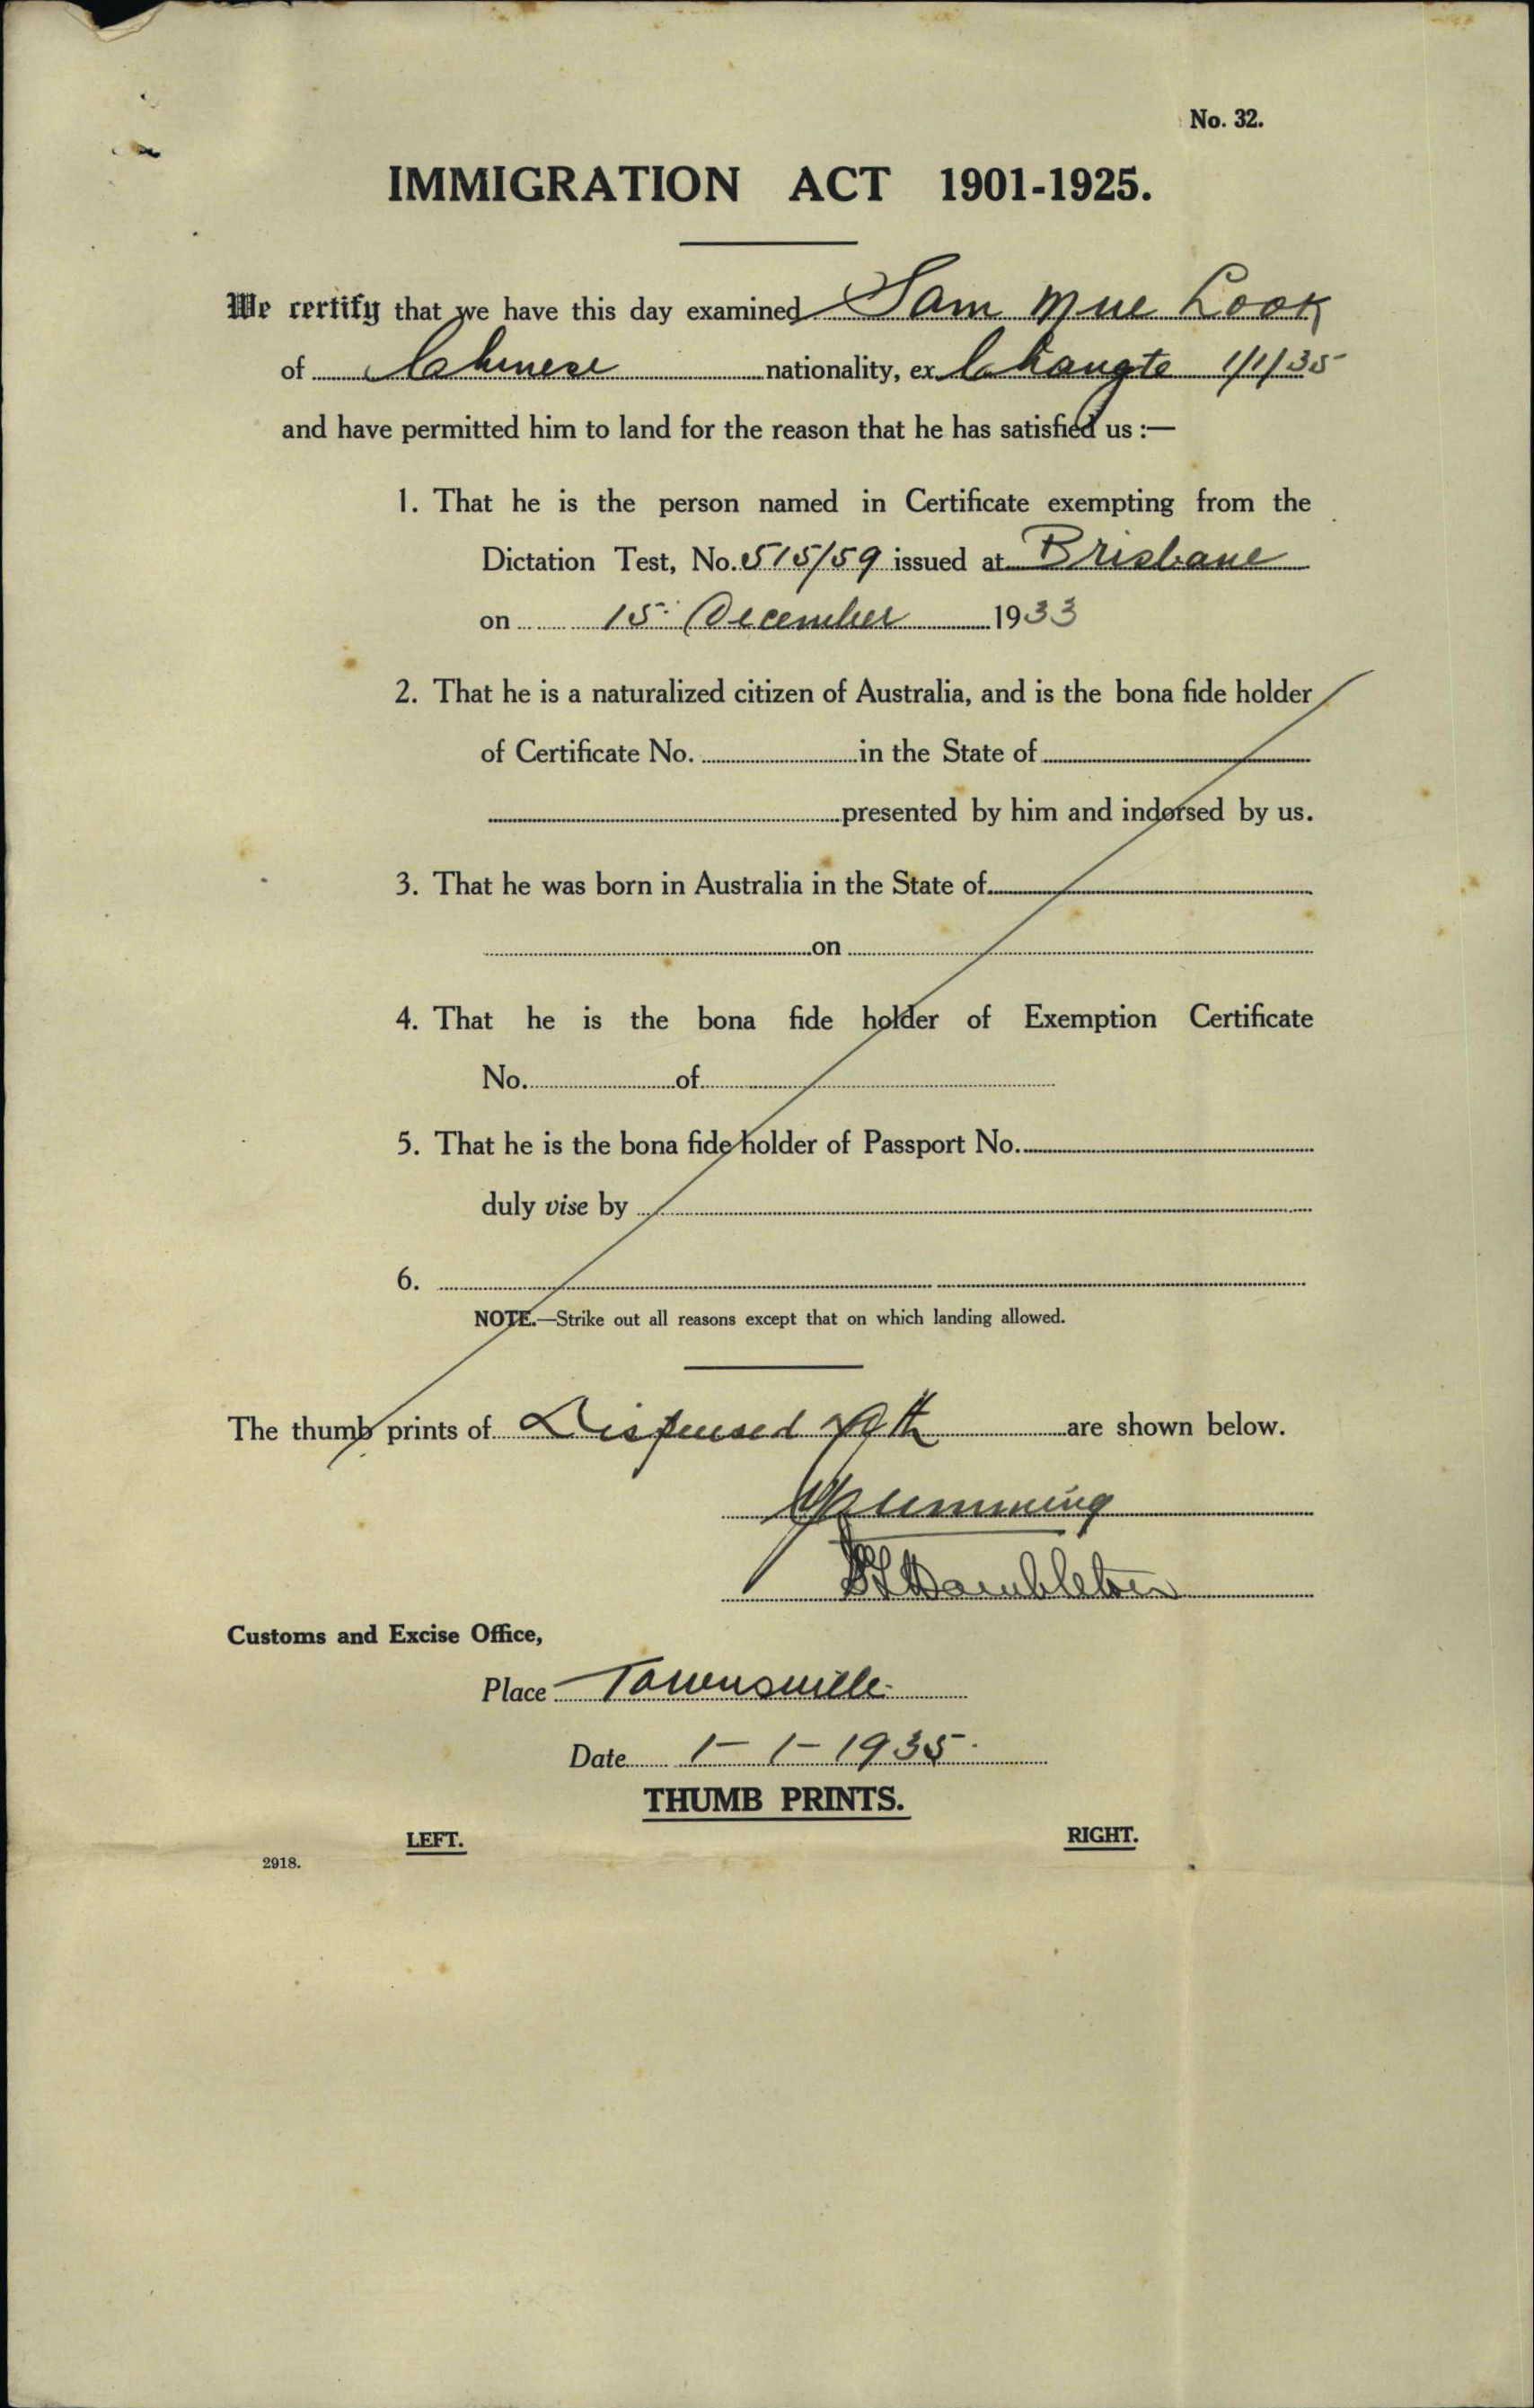 No. 32.
IMMIGRATION ACT 1901-1925.
We certify that we have this day examined Sam Mue Look
of Chinese nationality, ex Changte 1/1/35
and have permitted him to land for the reason that he has satisfied us :—
1. That he is the person named in Certificate exempting from the
Dictation Test, No. 515/59 issued at Brisbane
on 15 December 1933
2. That he is a naturalized citizen of Australia, and is the bona fide holder
of Certificate No. in the State of
presented by him and indorsed by us.
3. That he was born in Australia in the State of
on
4. That he is the bona fide holder of Exemption Certificate
No. of
5. That he is the bona fide holder of Passport No.
duly vise by
6.
NOTE.—Strike out all reasons except that on which landing allowed.
The thumb prints of Dispensed with are shown below.
Customs and Excise Office,
Place Townsville
Date 1-1-1935.
THUMB PRINTS.
LEFT. RIGHT.
2918.